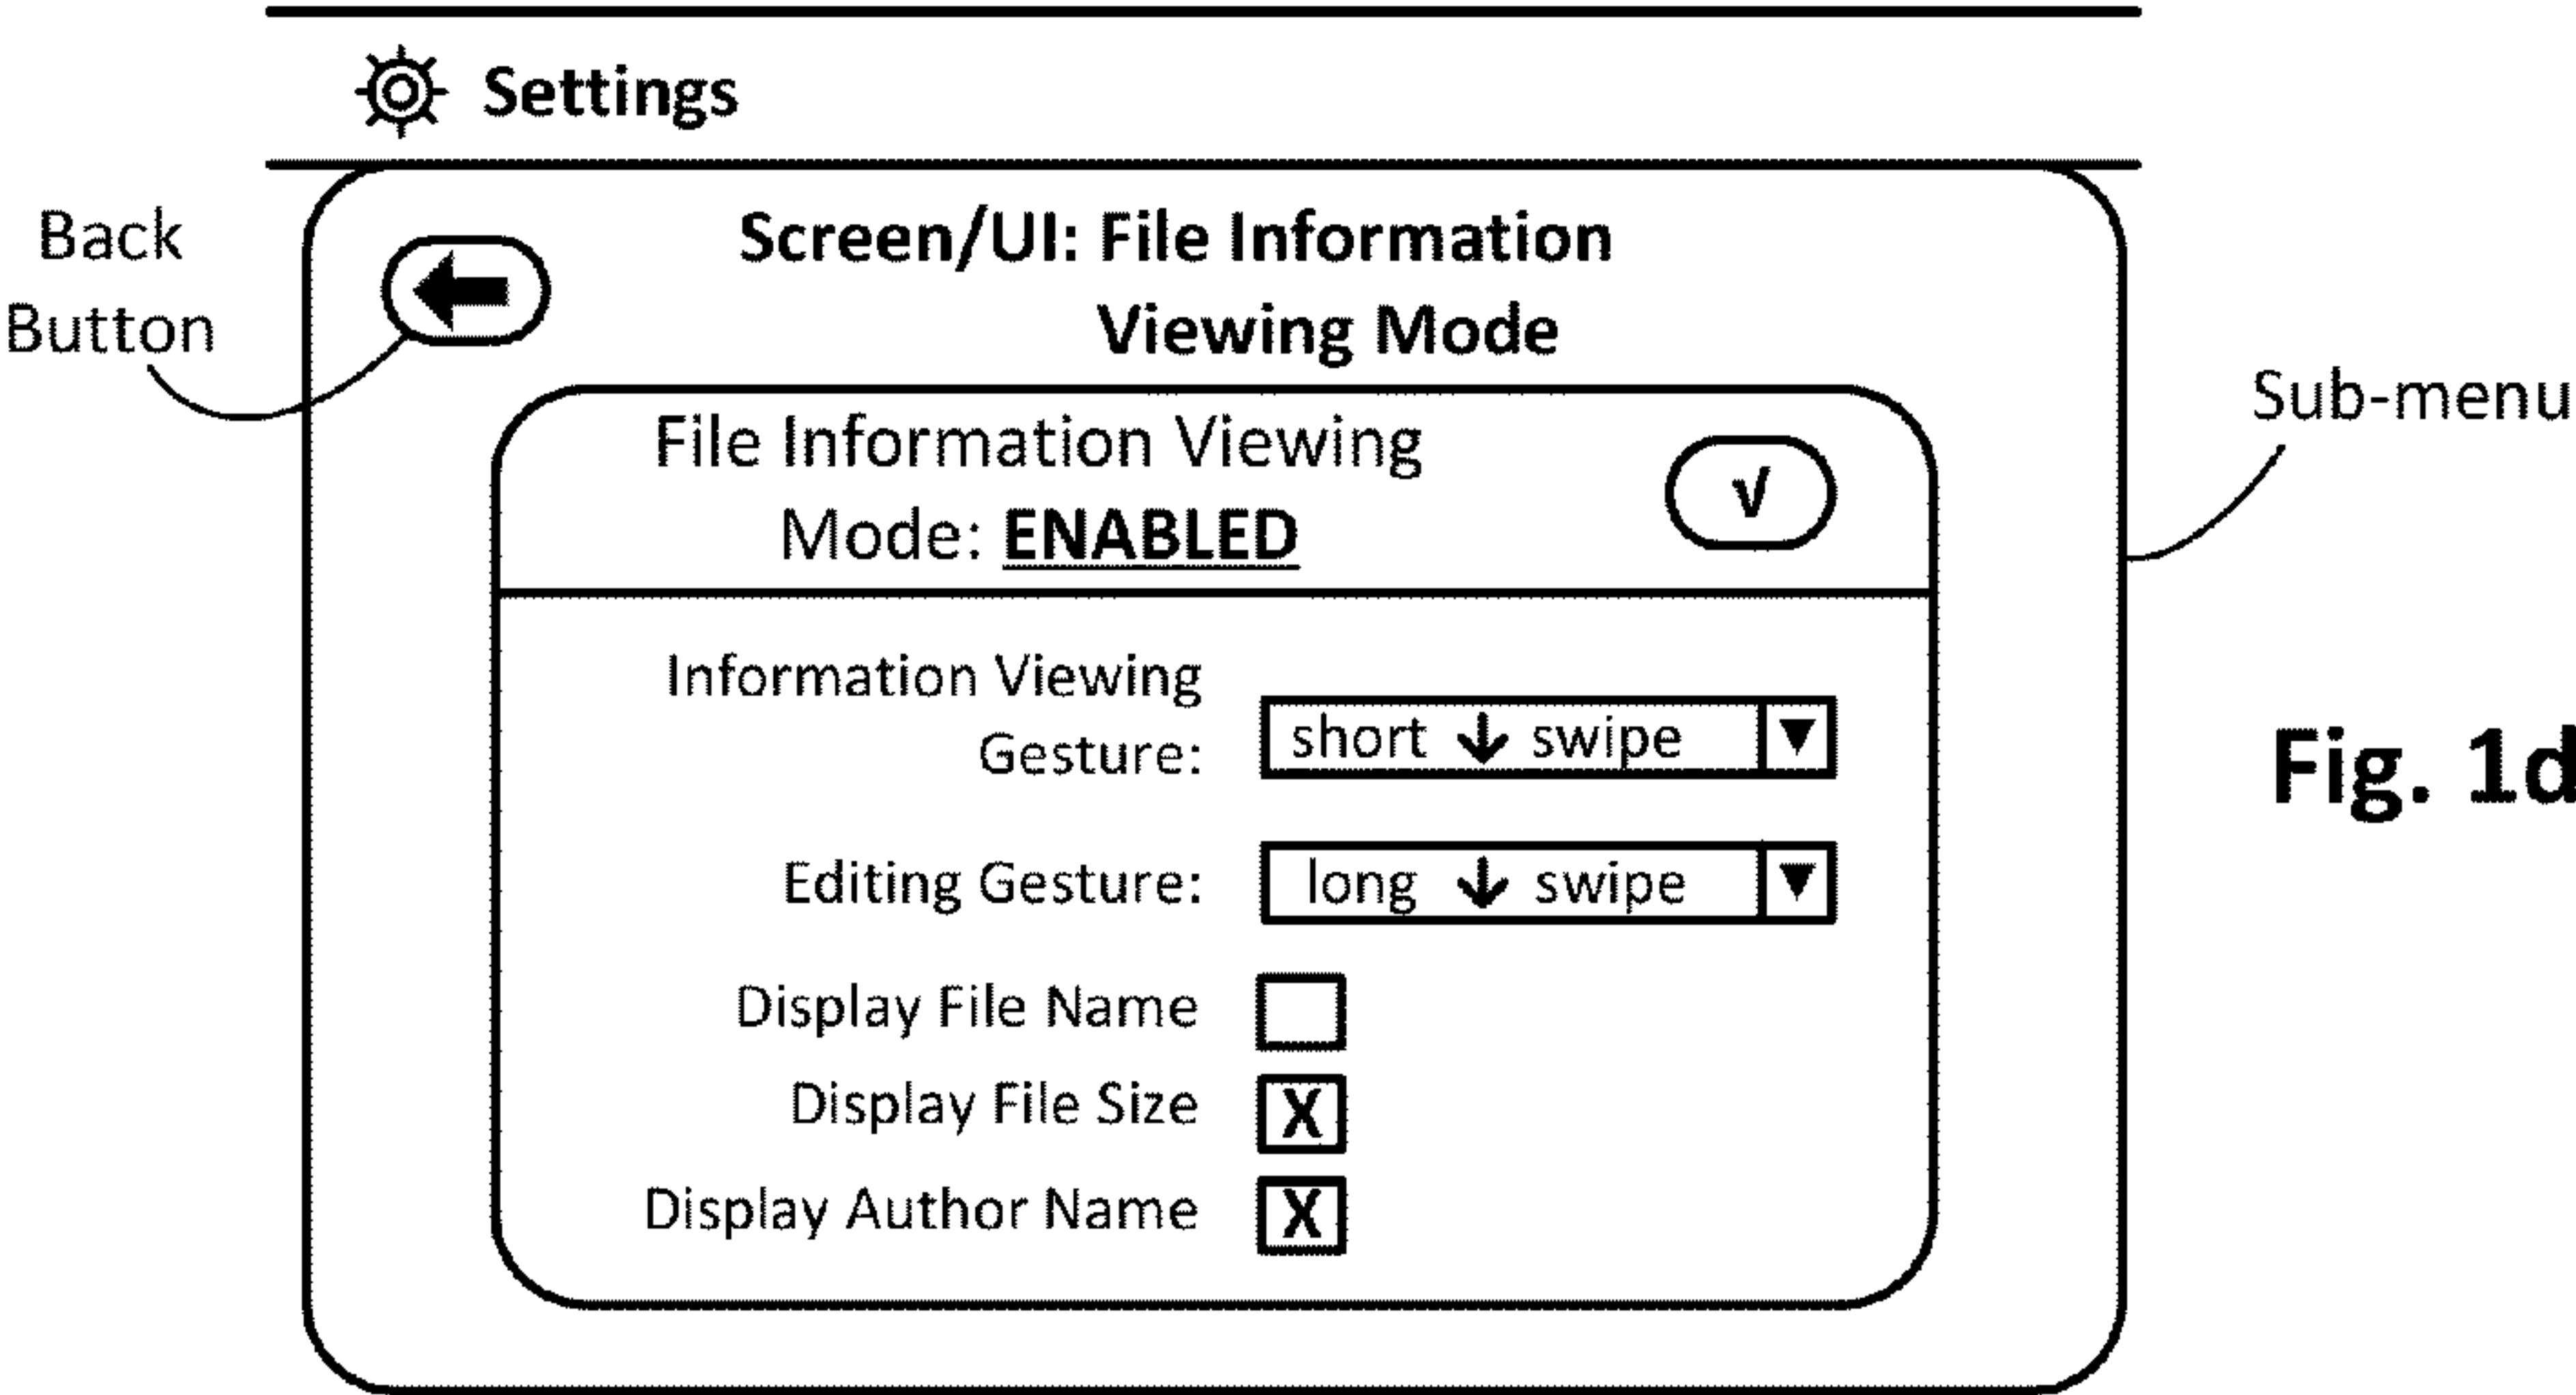 Settings
Back
Button
Screen/UI: File Information
Viewing Mode
File Information Viewing
Mode: ENABLED
√
Sub-menu
Information Viewing
Gesture:
short ↓ swipe ▼
Editing Gesture:
long ↓ swipe ▼
Display File Name
Display File Size X
Display Author Name X
Fig. 1d